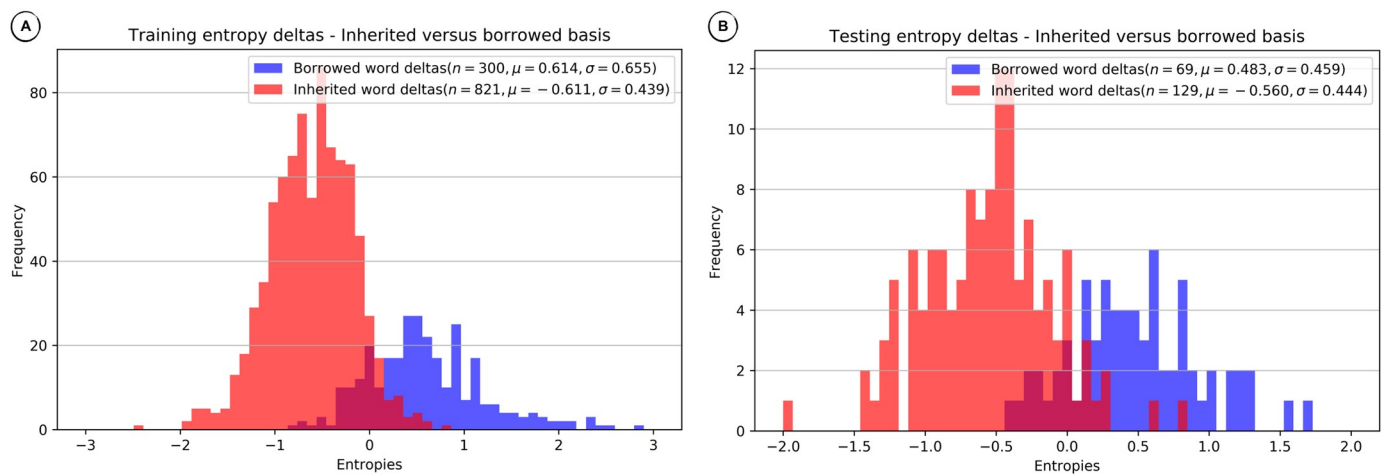 A
Training entropy deltas - Inherited versus borrowed basis
Borrowed word deltas(n = 300, μ = 0.614, σ = 0.655)
Inherited word deltas(n = 821, μ = −0.611, σ = 0.439)
Frequency
80
60
40
20
0
−3 −2 −1 0 1 2 3
Entropies
B
Testing entropy deltas - Inherited versus borrowed basis
Borrowed word deltas(n = 69, μ = 0.483, σ = 0.459)
Inherited word deltas(n = 129, μ = −0.560, σ = 0.444)
Frequency
12
10
8
6
4
2
0
−2.0 −1.5 −1.0 −0.5 0.0 0.5 1.0 1.5 2.0
Entropies